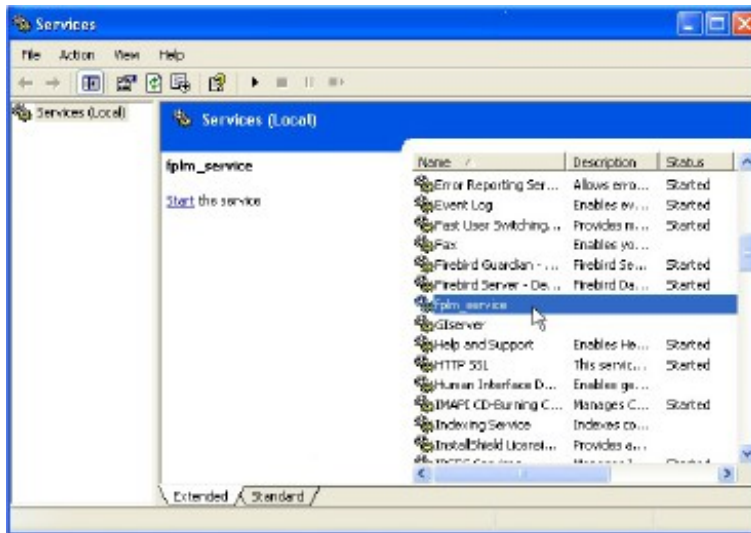 Services
File Action View Help
Services (Local)
Services (Local)
fplm_service
Start the service
Name Description Status
Error Reporting Ser... Allows erro... Started
Event Log Enables ev... Started
Fast User Switching... Provides m... Started
Fax Enables yo...
Firebird Guardian - ... Firebird Se... Started
Firebird Server - De... Firebird Da... Started
fplm_service
GIserver
Help and Support Enables He... Started
HTTP SSL This servic... Started
Human Interface D... Enables ge...
IMAPI CD-Burning C... Manages C... Started
Indexing Service Indexes co...
InstallShield Licensi... Provides a...
Extended Standard